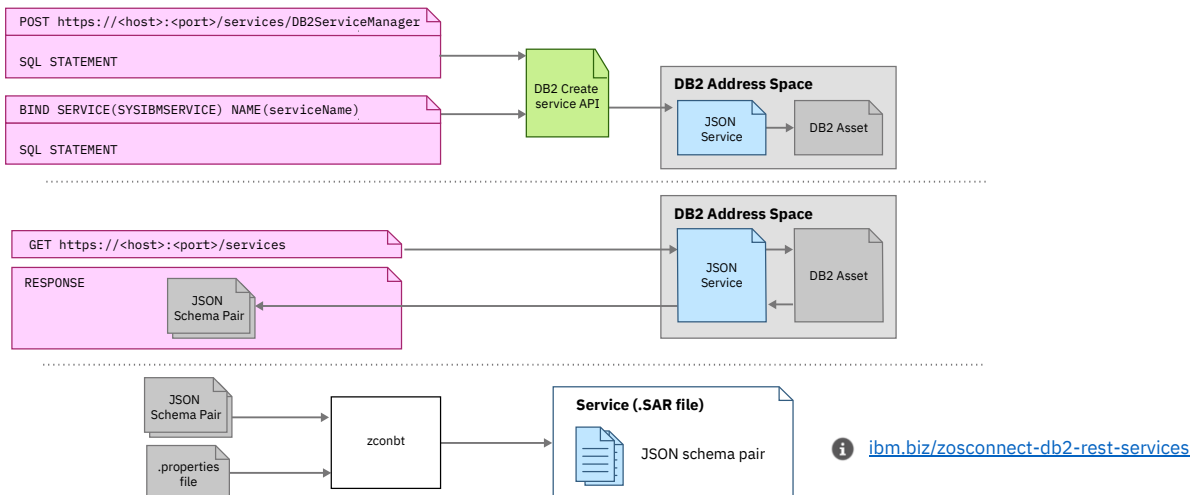 POST https://<host>:<port>/services/DB2ServiceManager
SQL STATEMENT
BIND SERVICE(SYSIBMSERVICE) NAME(serviceName)
SQL STATEMENT
DB2 Create
service API
DB2 Address Space
JSON
Service
DB2 Asset
GET https://<host>:<port>/services
RESPONSE
JSON
Schema Pair
DB2 Address Space
JSON
Service
DB2 Asset
JSON
Schema Pair
.properties
file
zconbt
Service (.SAR file)
JSON schema pair
i ibm.biz/zosconnect-db2-rest-services